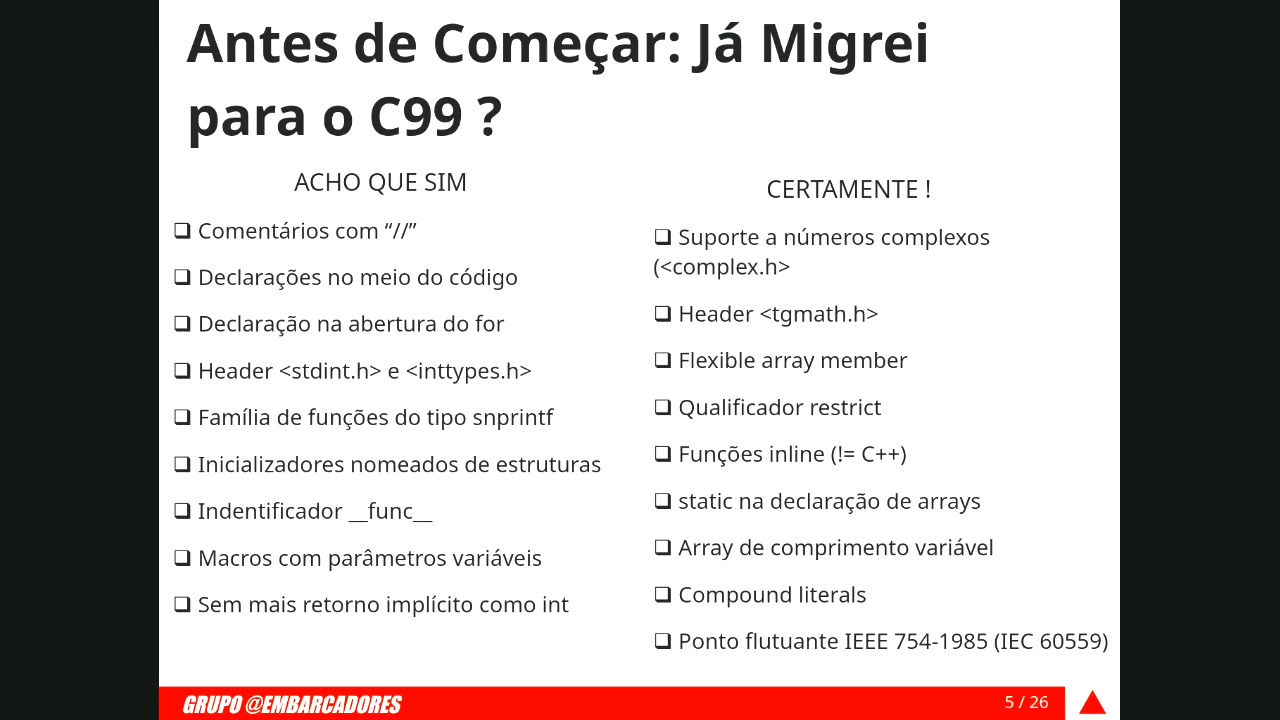 Antes de Começar: Já Migrei
para o C99 ?
ACHO QUE SIM
❑ Comentários com “//”
❑ Declarações no meio do código
❑ Declaração na abertura do for
❑ Header <stdint.h> e <inttypes.h>
❑ Família de funções do tipo snprintf
❑ Inicializadores nomeados de estruturas
❑ Indentificador __func__
❑ Macros com parâmetros variáveis
❑ Sem mais retorno implícito como int
CERTAMENTE !
❑ Suporte a números complexos
(<complex.h>
❑ Header <tgmath.h>
❑ Flexible array member
❑ Qualificador restrict
❑ Funções inline (!= C++)
❑ static na declaração de arrays
❑ Array de comprimento variável
❑ Compound literals
❑ Ponto flutuante IEEE 754-1985 (IEC 60559)
GRUPO @EMBARCADORES
5 / 26